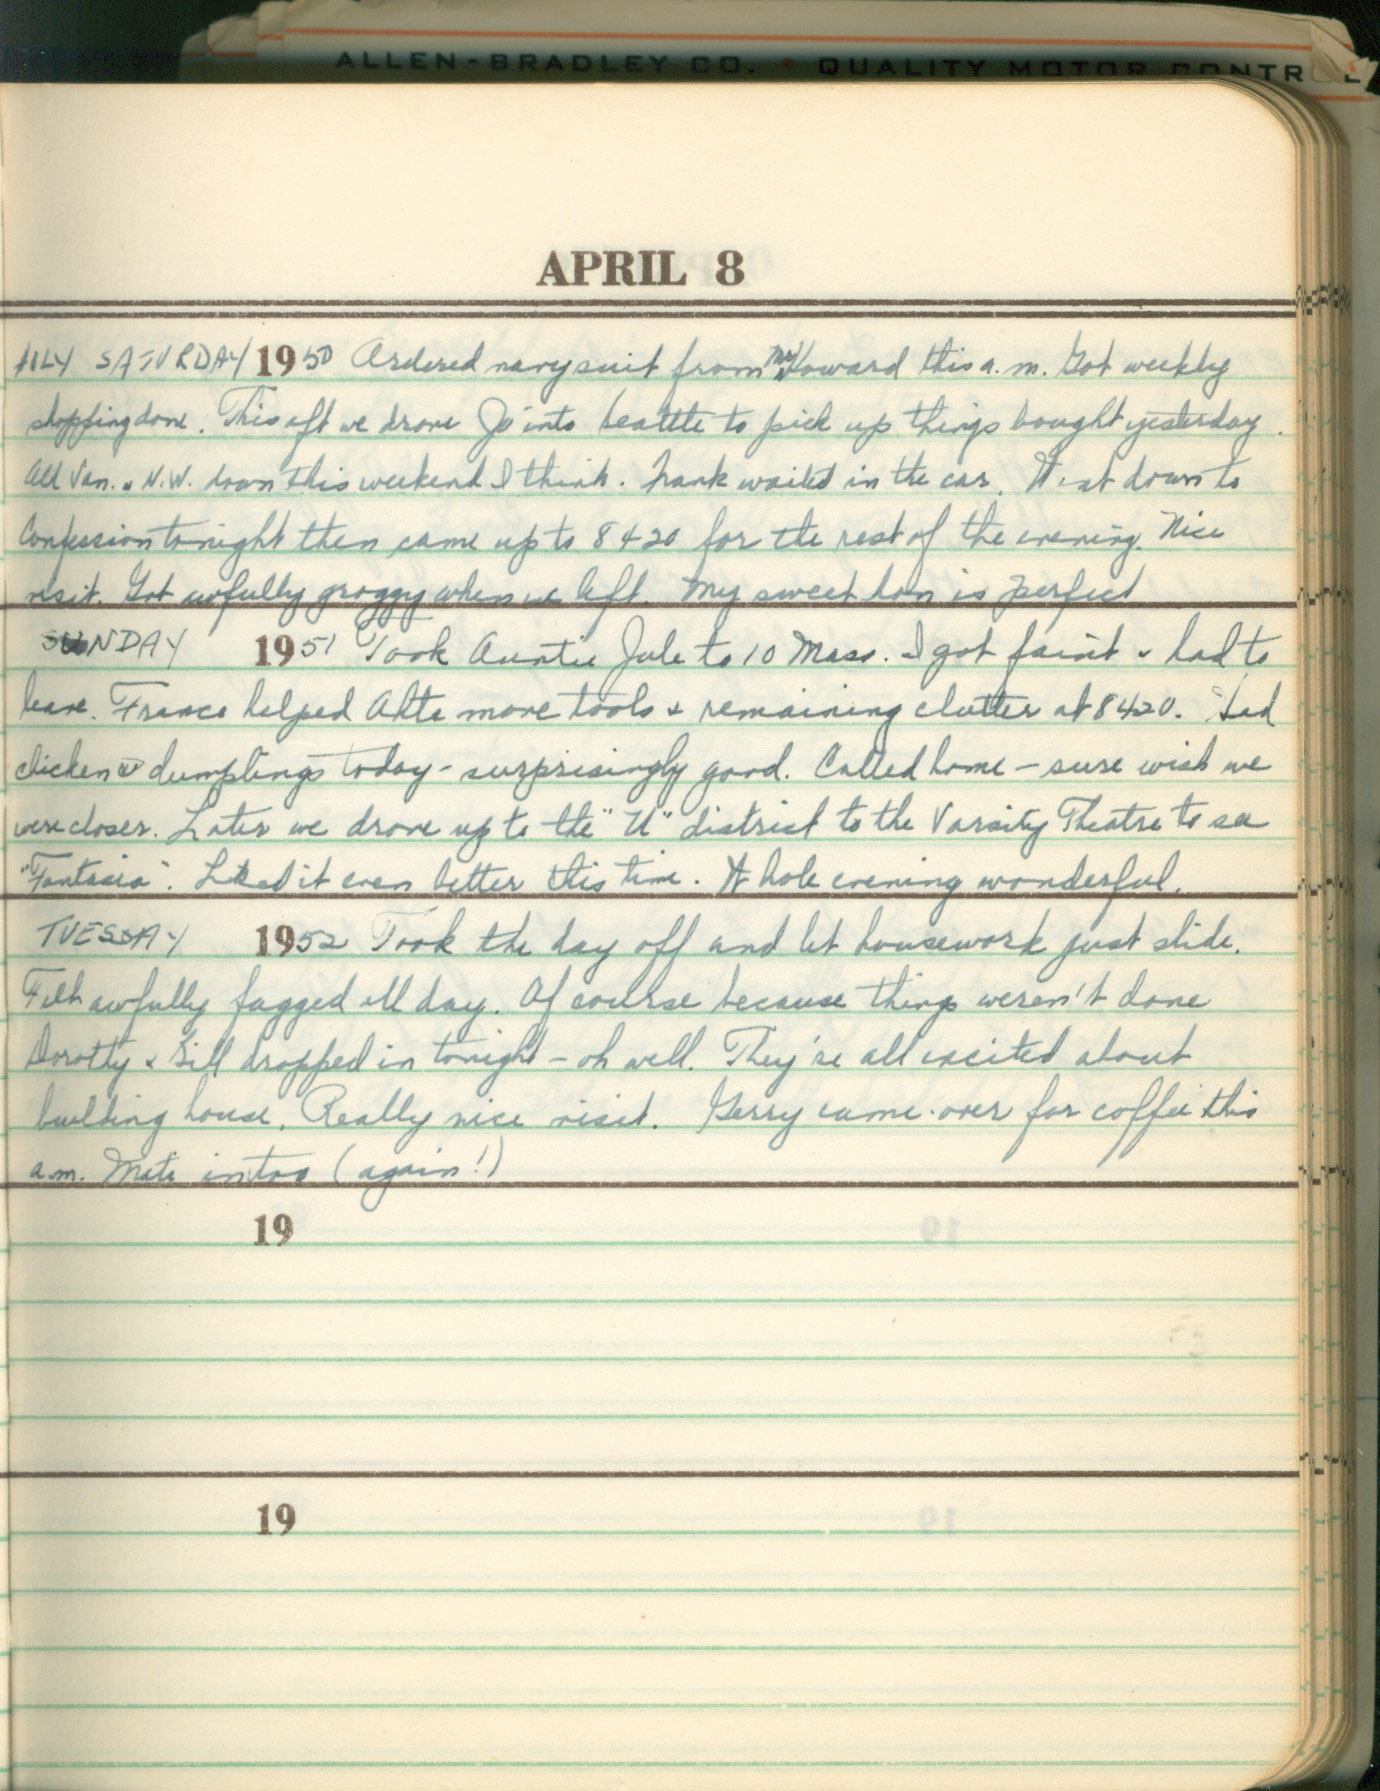 ALLEN-BRADLEY CO. • QUALITY MOTOR CONTROL
APRIL 8
HOLY SATURDAY 1950 Ordered navy suit from Mr Howard this a.m. Got weekly
shopping done. This aft we drove Jo into Seattle to pick up things bought yesterday.
All Van. & N.W. down this weekend I think. Frank waited in the car. Went down to
Confession tonight then came up to 8420 for the rest of the evening. Nice
visit. Got awfully groggy when we left. My sweet hon is perfect
SUNDAY 1951 Took Auntie Jule to 10 Mass. I got faint & had to
leave. France helped move tools & remaining clutter at 8420. Had
chicken & dumplings today - surprisingly good. Called home - sure wish we
were closer. Later we drove up to the "U" district to the Varsity Theatre to see
"Fantasia". Liked it even better this time. Whole evening wonderful.
TUESDAY 1952 Took the day off and let housework just slide.
Felt awfully fagged all day. Of course because things weren't done
Dorothy & Bill dropped in tonight - oh well. They're all excited about
building house. Really nice visit. Gerry came over for coffee this
a.m. in too (again!)
19
19